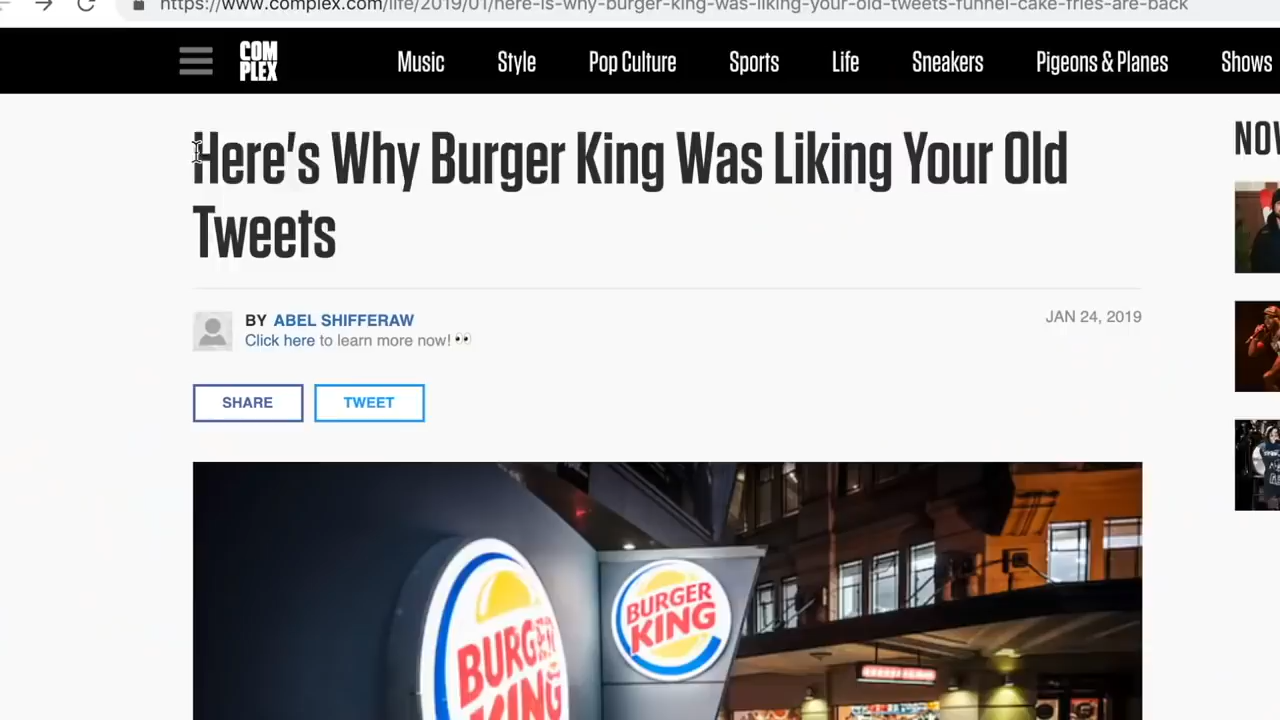 https://www.complex.com/life/2019/01/here-is-why-burger-king-was-liking-your-old-tweets-funnel-cake-fries-are-back
COMPLEX
Music Style Pop Culture Sports Life Sneakers Pigeons & Planes Shows
Here's Why Burger King Was Liking Your Old
Tweets
BY ABEL SHIFFERAW
JAN 24, 2019
Click here to learn more now! 👀
SHARE TWEET
BURGER
KING
BURGER
KING